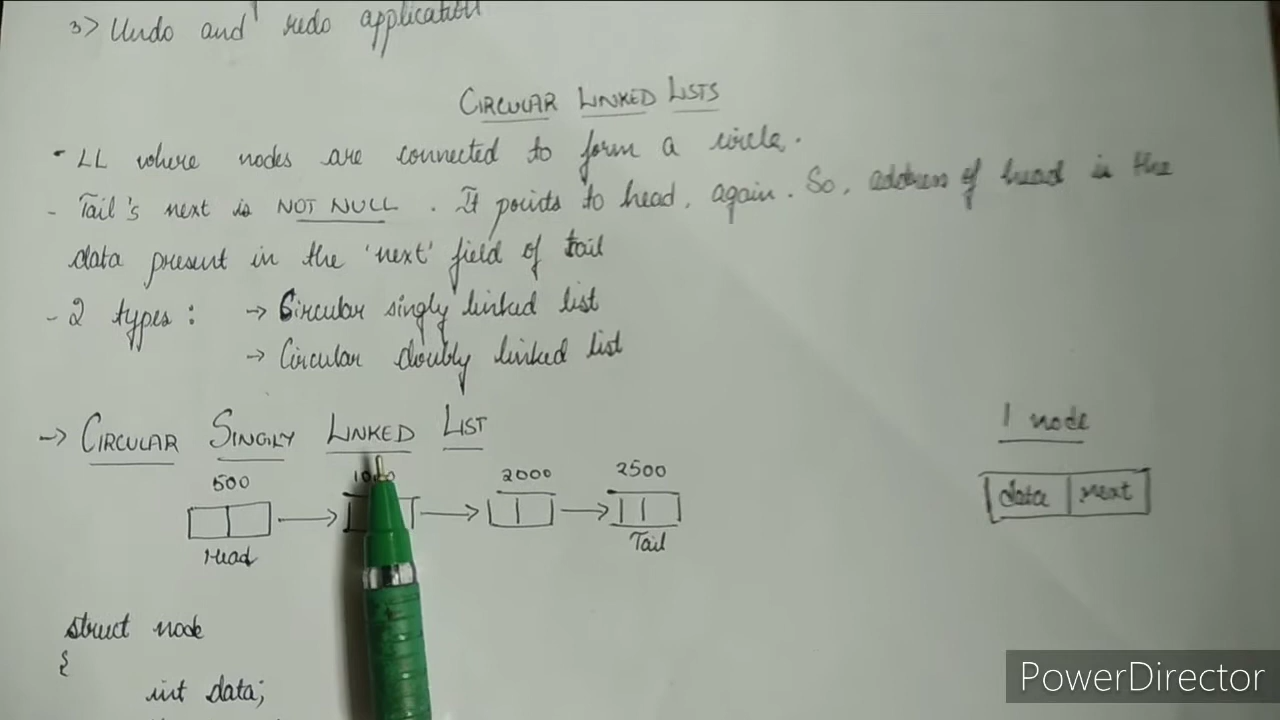 3> Undo and redo application
CIRCULAR LINKED LISTS
- LL where nodes are connected to form a circle.
- Tail's next is NOT NULL. It points to head, again. So, address of head is the
data present in the 'next' field of tail
- 2 types: → Circular singly linked list
→ Circular doubly linked list
→ CIRCULAR SINGLY LINKED LIST
1 node
500 2000 2500
data next
Head Tail
struct node
{
int data;
PowerDirector